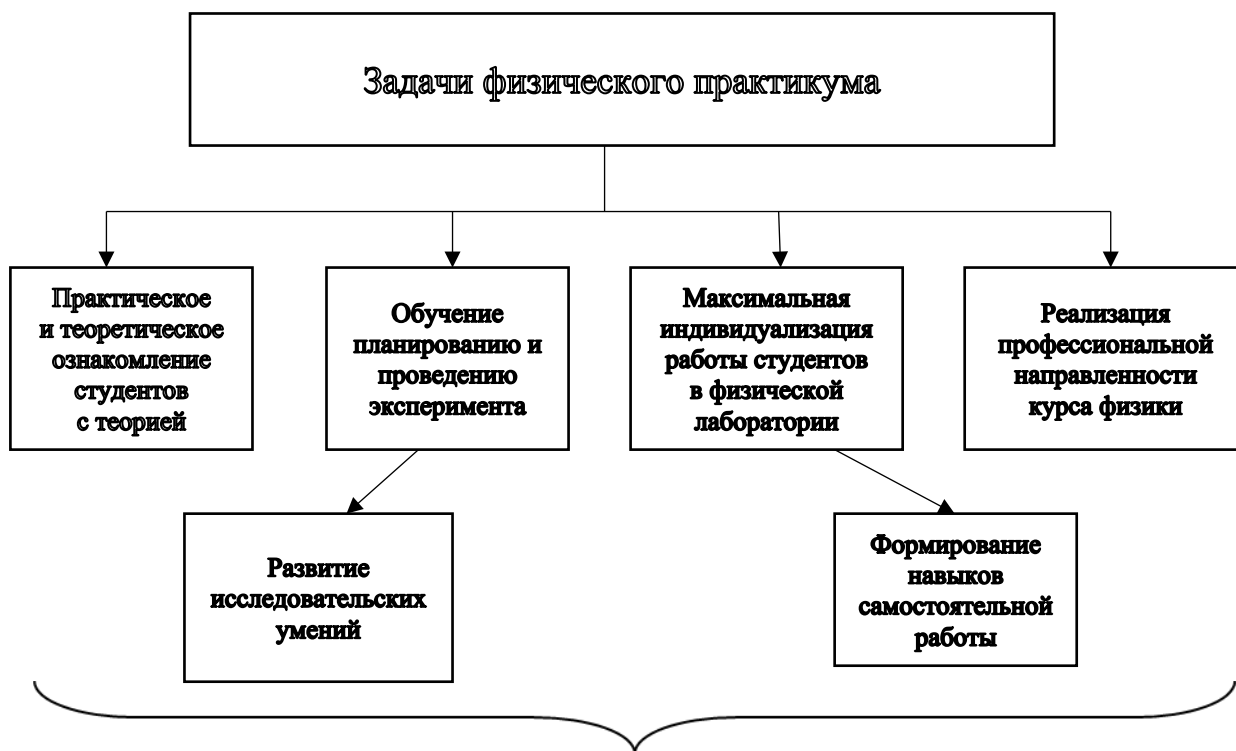 Задачи физического практикума
Практическое
и теоретическое
ознакомление
студентов
с теорией
Обучение
планированию и
проведению
эксперимента
Максимальная
индивидуализация
работы студентов
в физической
лаборатории
Реализация
профессиональной
направленности
курса физики
Развитие
исследовательских
умений
Формирование
навыков
самостоятельной
работы